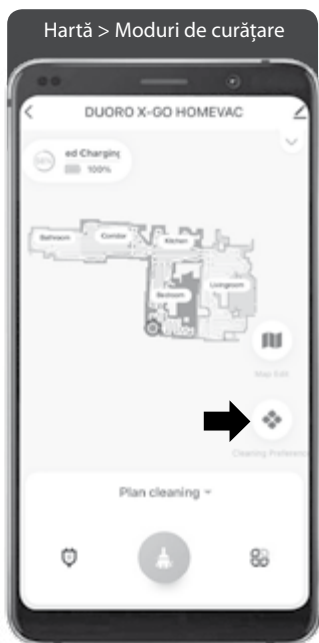 Hartă > Moduri de curățare
DUORO X-GO HOMEVAC
ed Charging
100%
Bathroom
Corridor
Kitchen
Bedroom
Livingroom
Map Edit
Cleaning Preference
Plan cleaning